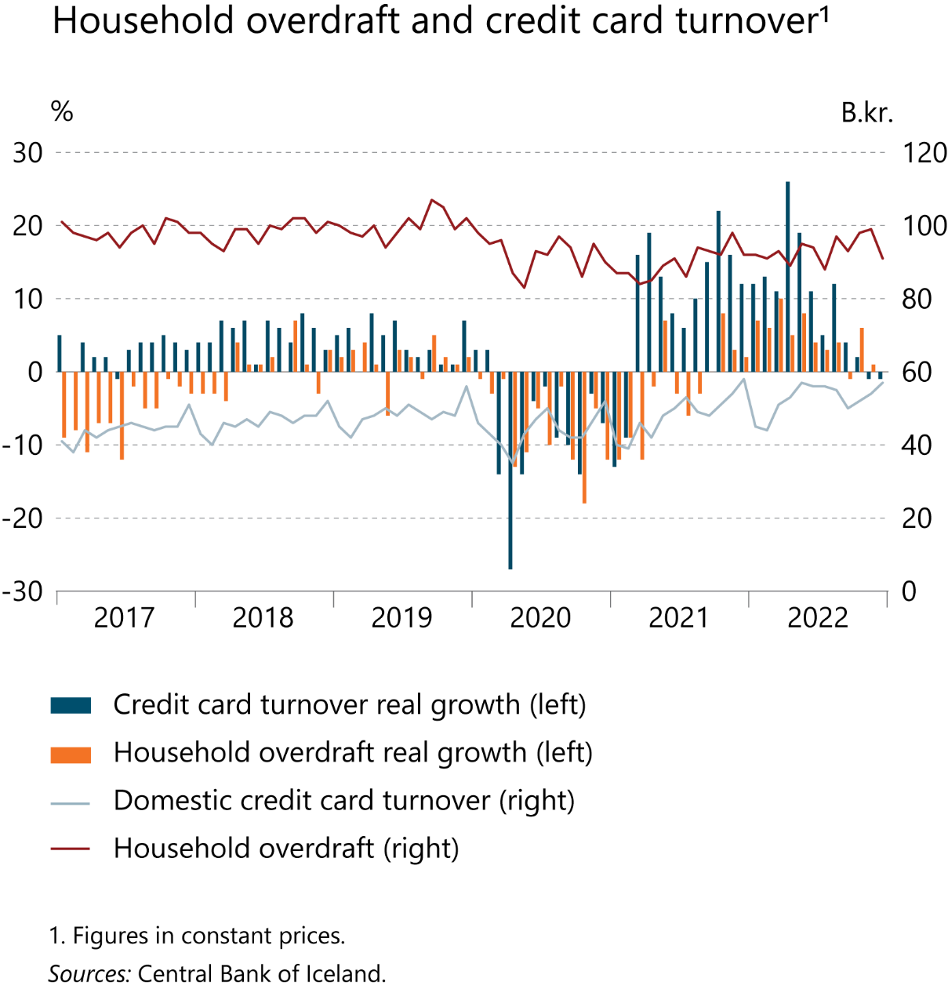 Household overdraft and credit card turnover¹
% B.kr.
30 120
20 100
10 80
0 60
-10 40
-20 20
-30 0
2017 2018 2019 2020 2021 2022
Credit card turnover real growth (left)
Household overdraft real growth (left)
Domestic credit card turnover (right)
Household overdraft (right)
1. Figures in constant prices.
Sources: Central Bank of Iceland.